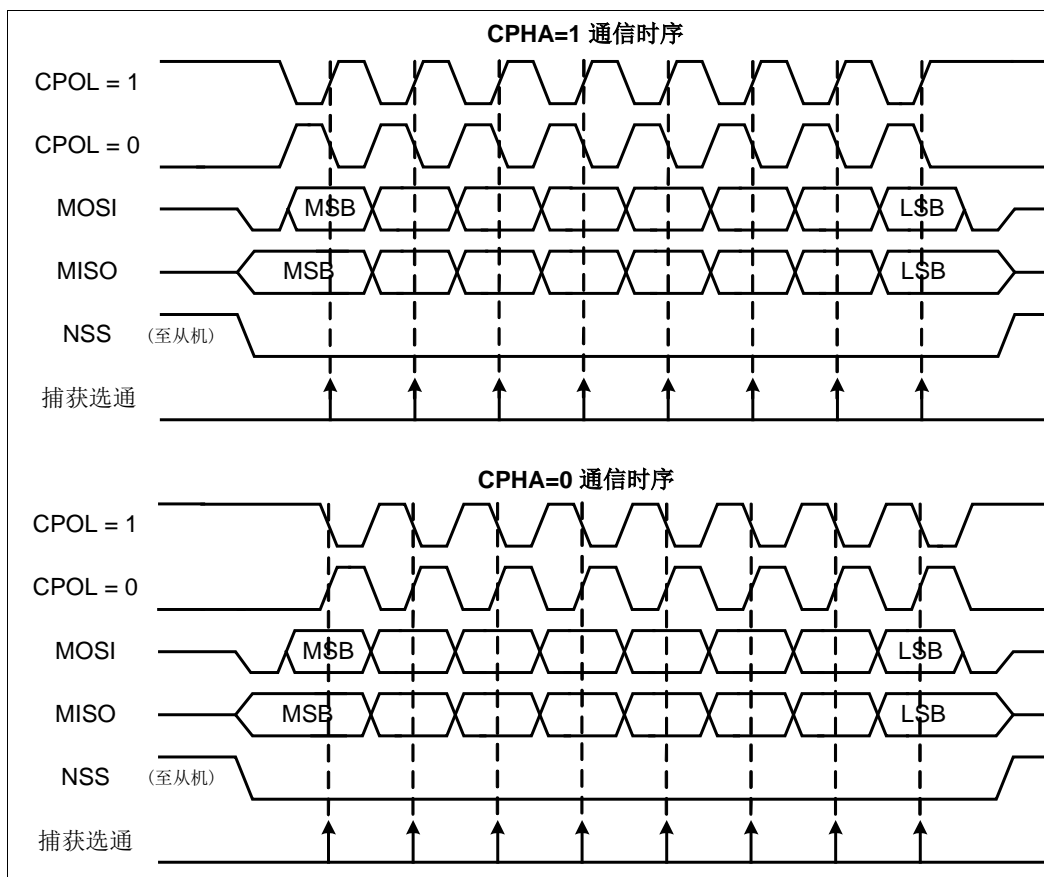 CPHA=1 通信时序
CPOL = 1
CPOL = 0
MOSI MSB LSB
MISO MSB LSB
NSS (至从机)
捕获选通
CPHA=0 通信时序
CPOL = 1
CPOL = 0
MOSI MSB LSB
MISO MSB LSB
NSS (至从机)
捕获选通